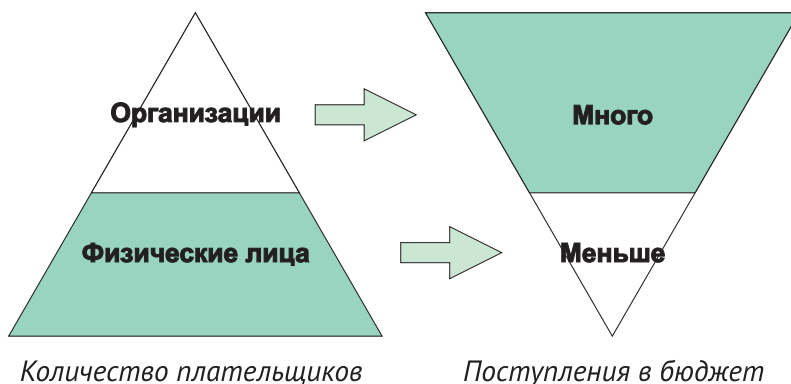 Организации
Много
Физические лица
Меньше
Количество плательщиков
Поступления в бюджет